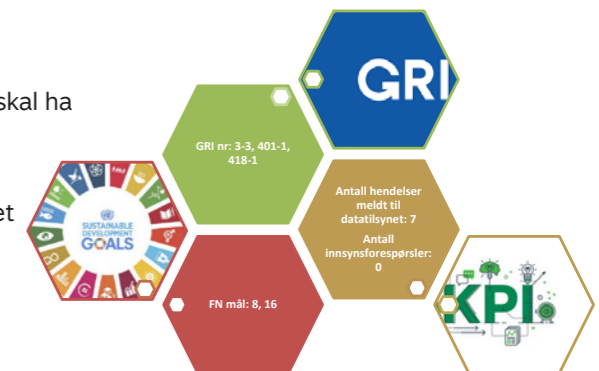 skal ha
et
GRI
GRI nr: 3-3, 401-1,
418-1
Antall hendelser
meldt til
datatilsynet: 7
Antall
innsynsforespørsler:
0
SUSTAINABLE
DEVELOPMENT
GOALS
FN mål: 8, 16
KPI